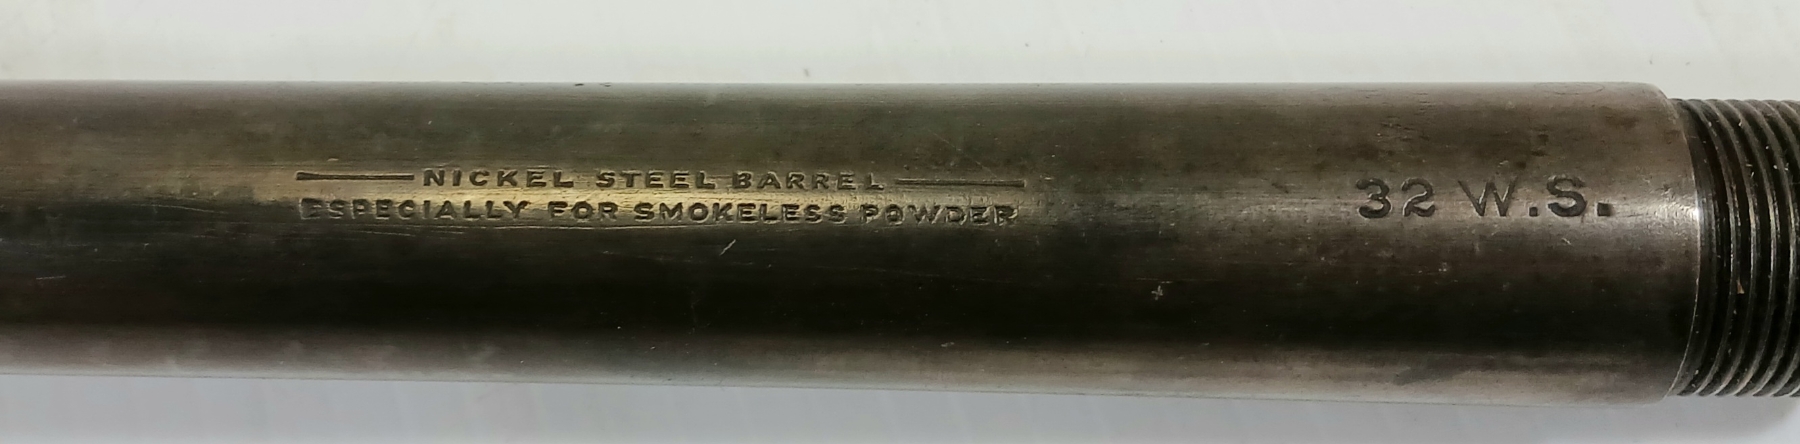 NICKEL STEEL BARREL
ESPECIALLY FOR SMOKELESS POWDER
32 W.S.